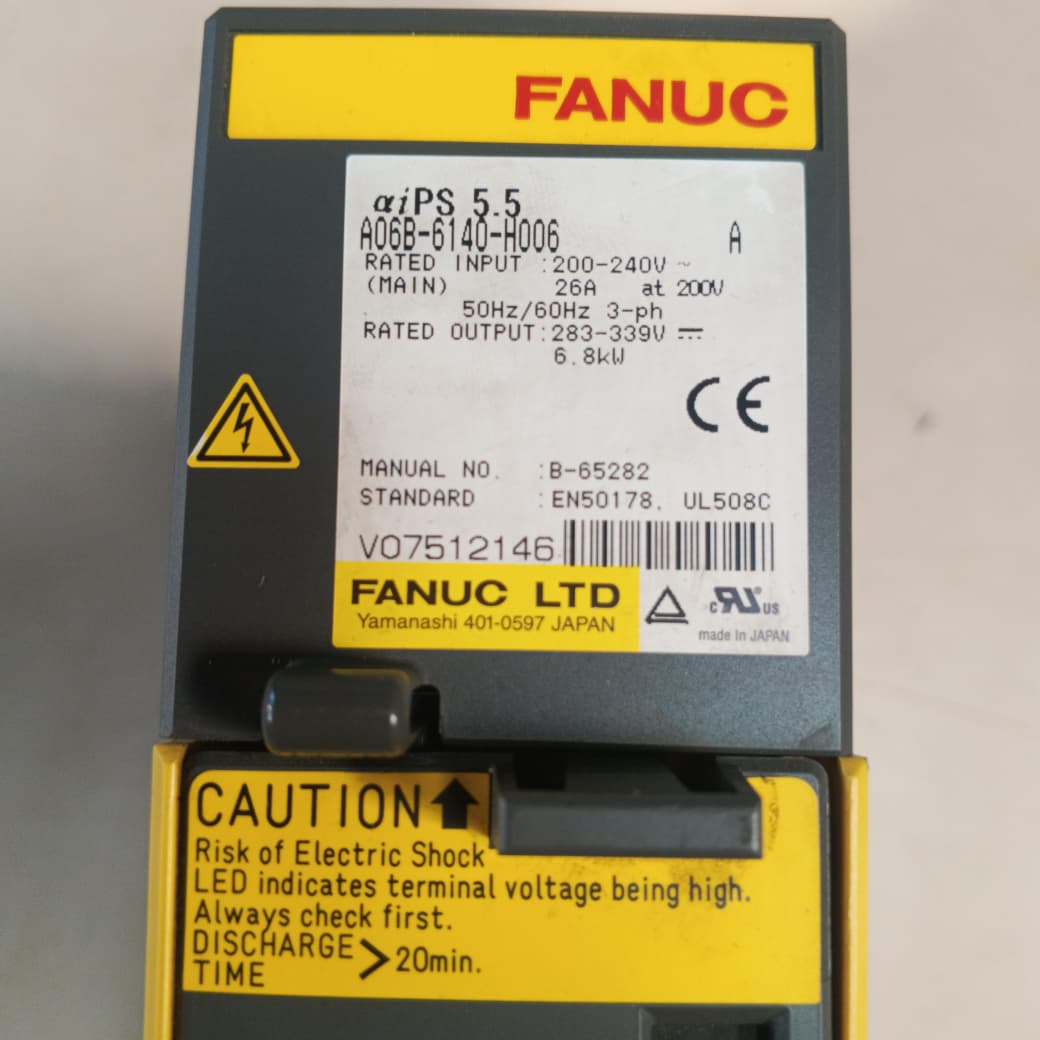 FANUC
αiPS 5.5
A06B-6140-H006 A
RATED INPUT :200-240V ~
(MAIN) 26A at 200V
50Hz/60Hz 3-ph
RATED OUTPUT:283-339V ⎓
6.8kW
CE
MANUAL NO. :B-65282
STANDARD :EN50178, UL508C
V07512146
FANUC LTD
Yamanashi 401-0597 JAPAN
c RU US
made in JAPAN
CAUTION
Risk of Electric Shock
LED indicates terminal voltage being high.
Always check first.
DISCHARGE TIME > 20min.